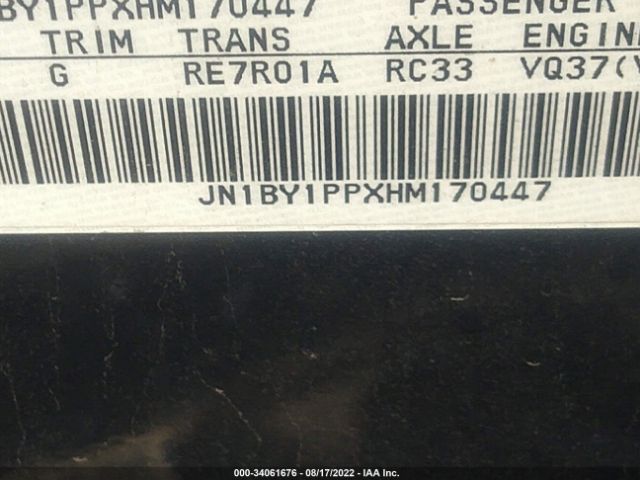 BY1PPXHM170447 PASSENGER
TRIM TRANS AXLE ENGIN
G RE7R01A RC33 VQ37(
JN1BY1PPXHM170447
000-34061676 - 08/17/2022 - IAA Inc.